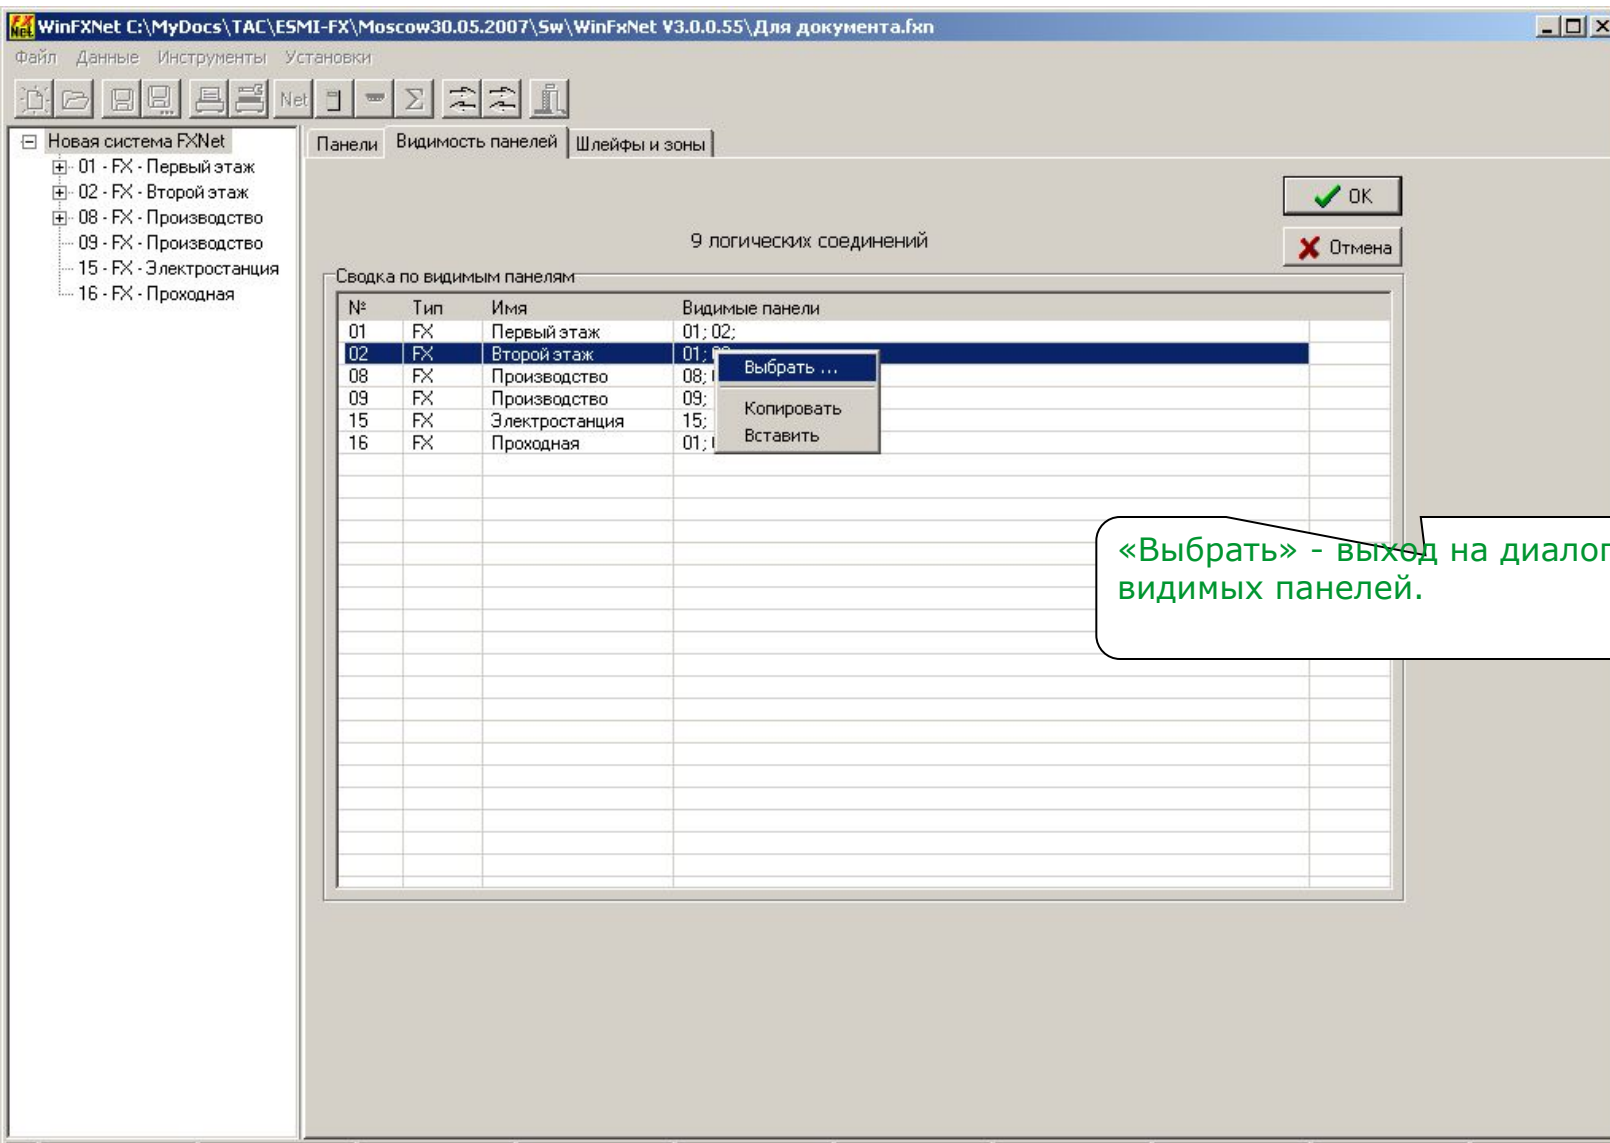 WinFXNet C:\MyDocs\TAC\ESMI-FX\Moscow30.05.2007\Sw\WinFxNet V3.0.0.55\Для документа.fxn
Файл Данные Инструменты Установки
Net
Новая система FXNet
01 - FX - Первый этаж
02 - FX - Второй этаж
08 - FX - Производство
09 - FX - Производство
15 - FX - Электростанция
16 - FX - Проходная
Панели Видимость панелей Шлейфы и зоны
OK
9 логических соединений
Отмена
Сводка по видимым панелям
№ Тип Имя Видимые панели
01 FX Первый этаж 01; 02;
02 FX Второй этаж 01;
08 FX Производство 08;
09 FX Производство 09;
15 FX Электростанция 15;
16 FX Проходная 01;
Выбрать ...
Копировать
Вставить
«Выбрать» - выход на диалог
видимых панелей.